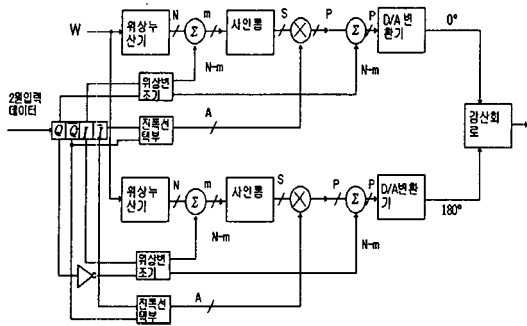 W
위상누
산기
N
Σ
m
사인롬
S
P
Σ
P
D/A 변
환기
0°
N-m
N-m
위상변
조기
2원입력
데이터
Q Q I I
진폭선
택부
A
감산회
로
위상누
산기
N
Σ
m
사인롬
S
P
Σ
P
D/A변환
기
180°
N-m
N-m
위상변
조기
진폭선
택부
A